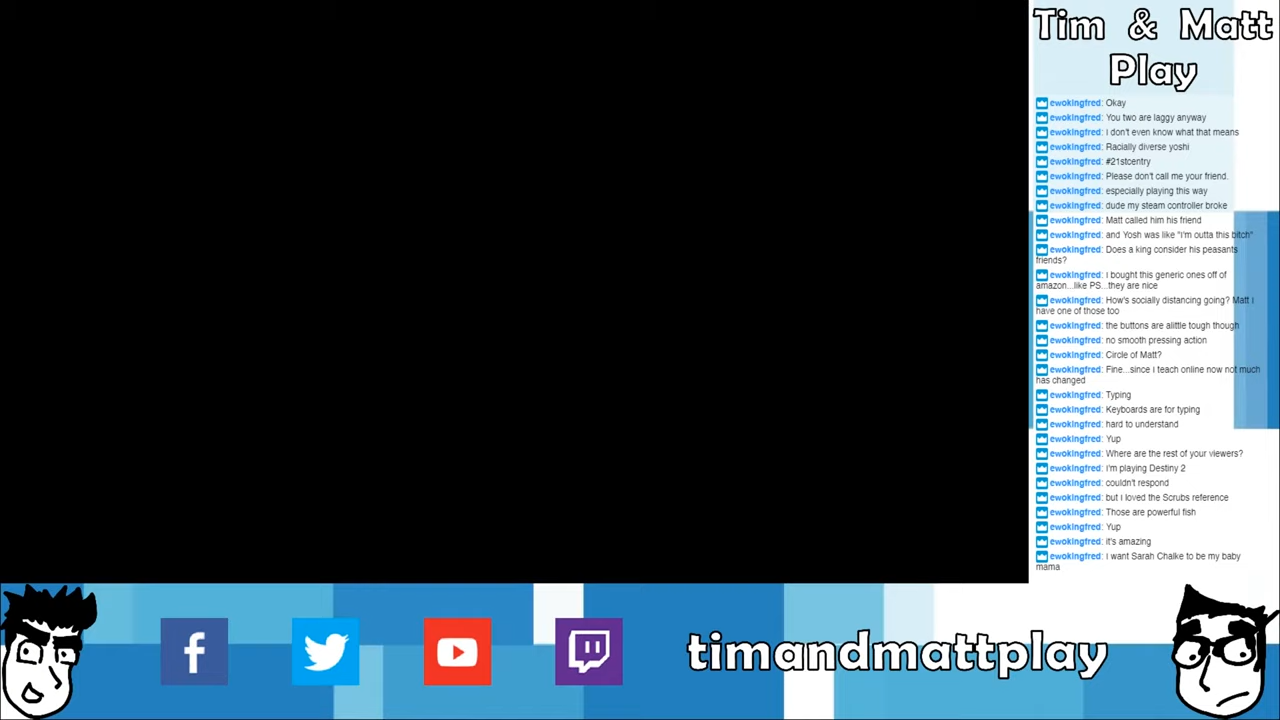 Tim & Matt
Play
ewokingfred: Okay
ewokingfred: You two are laggy anyway
ewokingfred: I don't even know what that means
ewokingfred: Racially diverse yoshi
ewokingfred: #21stcentry
ewokingfred: Please don't call me your friend.
ewokingfred: especially playing this way
ewokingfred: dude my steam controller broke
ewokingfred: Matt called him his friend
ewokingfred: and Yosh was like "I'm outta this bitch"
ewokingfred: Does a king consider his peasants
friends?
ewokingfred: I bought this generic ones off of
amazon...like PS...they are nice
ewokingfred: How's socially distancing going? Matt I
have one of those too
ewokingfred: the buttons are alittle tough though
ewokingfred: no smooth pressing action
ewokingfred: Circle of Matt?
ewokingfred: Fine...since i teach online now not much
has changed
ewokingfred: Typing
ewokingfred: Keyboards are for typing
ewokingfred: hard to understand
ewokingfred: Yup
ewokingfred: Where are the rest of your viewers?
ewokingfred: i'm playing Destiny 2
ewokingfred: couldn't respond
ewokingfred: but I loved the Scrubs reference
ewokingfred: Those are powerful fish
ewokingfred: Yup
ewokingfred: it's amazing
ewokingfred: I want Sarah Chalke to be my baby
mama
timandmattplay